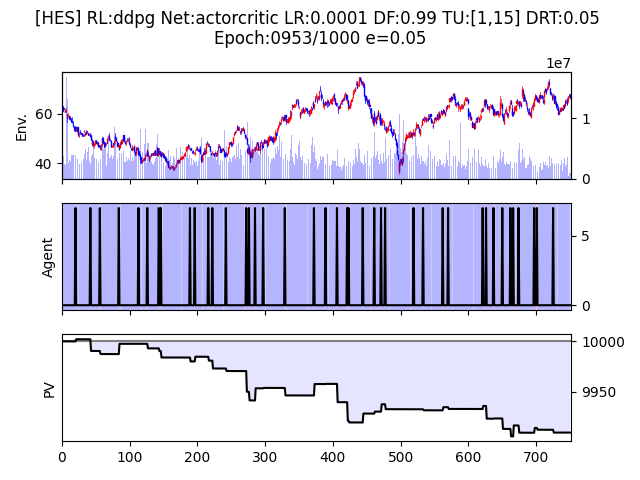 [HES] RL:ddpg Net:actorcritic LR:0.0001 DF:0.99 TU:[1,15] DRT:0.05
Epoch:0953/1000 e=0.05
1e7
Env.
60
40
1
0
Agent
5
0
PV
10000
9950
0 100 200 300 400 500 600 700